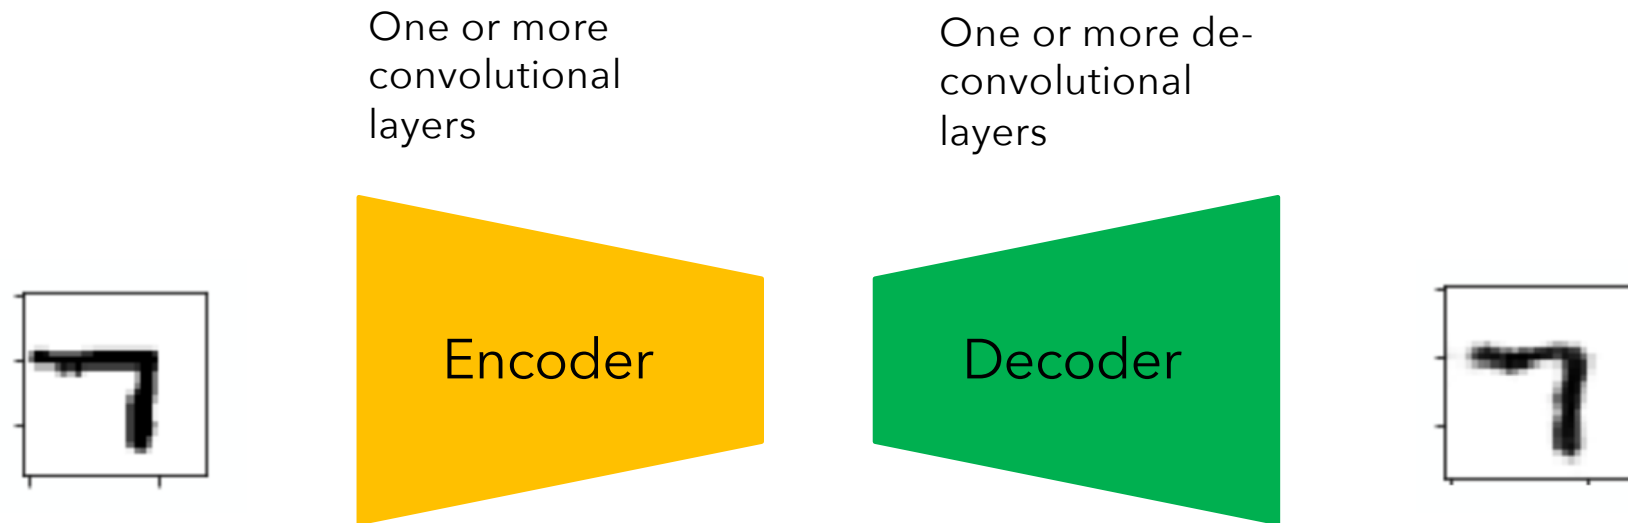 One or more
convolutional
layers
One or more de-
convolutional
layers
Encoder
Decoder